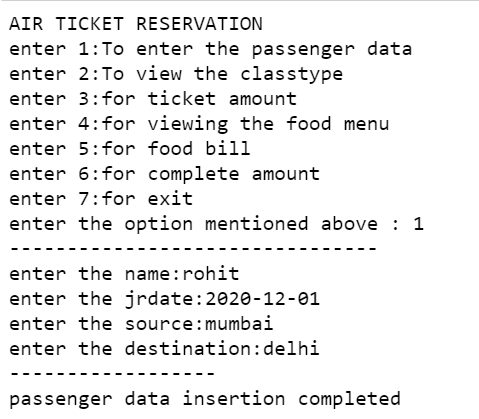 AIR TICKET RESERVATION
enter 1:To enter the passenger data
enter 2:To view the classtype
enter 3:for ticket amount
enter 4:for viewing the food menu
enter 5:for food bill
enter 6:for complete amount
enter 7:for exit
enter the option mentioned above : 1
--------------------------------
enter the name:rohit
enter the jrdate:2020-12-01
enter the source:mumbai
enter the destination:delhi
------------------
passenger data insertion completed